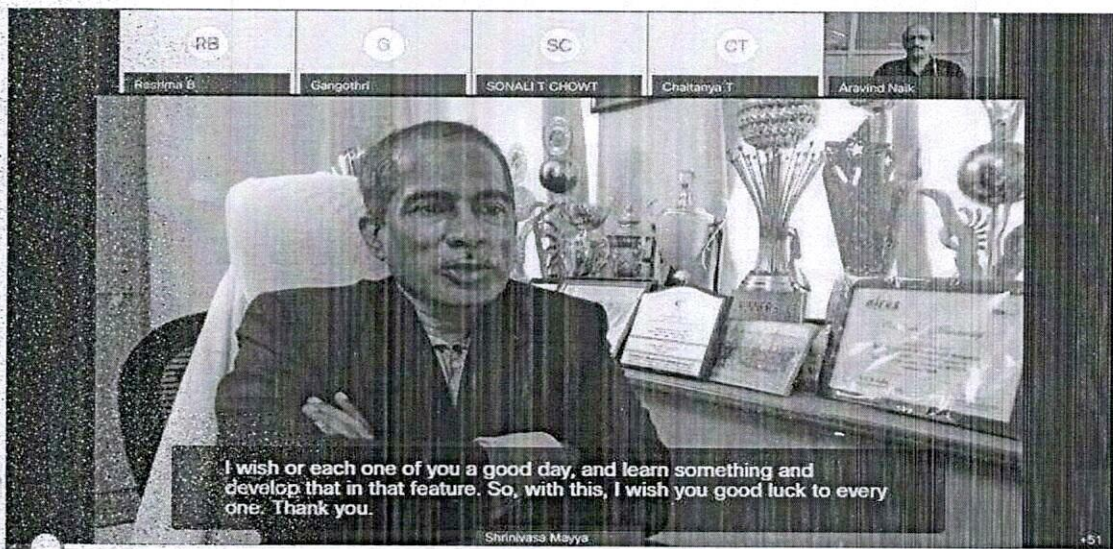 RB
G
SC
CT
Reshma B
Gangothri
SONALI T CHOWT
Chaitanya T
Aravind Naik
I wish or each one of you a good day, and learn something and
develop that in that feature. So, with this, I wish you good luck to every
one. Thank you.
Shrinivasa Mayya
+51